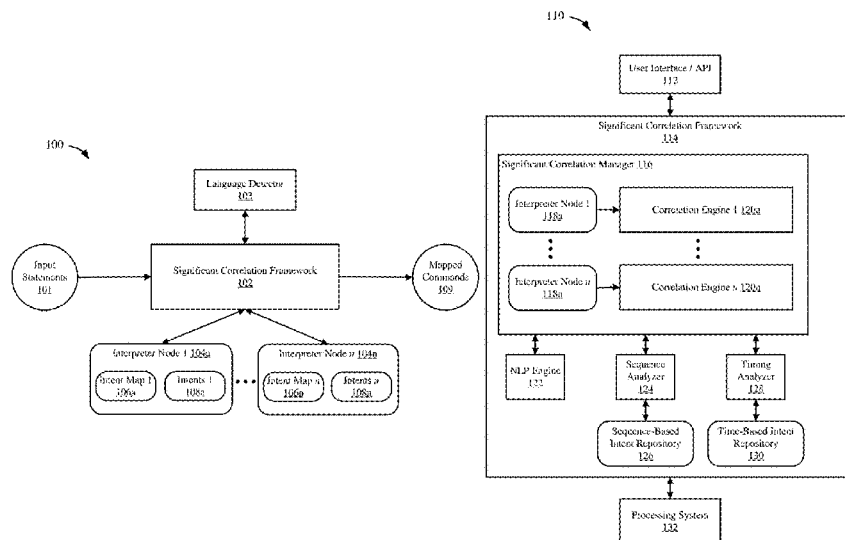 100
Language Detector
103
Input
Statements
101
Significant Correlation Framework
102
Mapped
Commands
109
Interpreter Node 1 104a
Intent Map 1
106a
Intents 1
108a
Interpreter Node n 104n
Intent Map n
106n
Intents n
108n
110
User Interface / API
112
Significant Correlation Framework
114
Significant Correlation Manager 116
Interpreter Node 1
118a
Correlation Engine 1 120a
Interpreter Node n
118n
Correlation Engine n 120n
NLP Engine
122
Sequence
Analyzer
124
Timing
Analyzer
128
Sequence-Based
Intent Repository
126
Time-Based Intent
Repository
130
Processing System
132